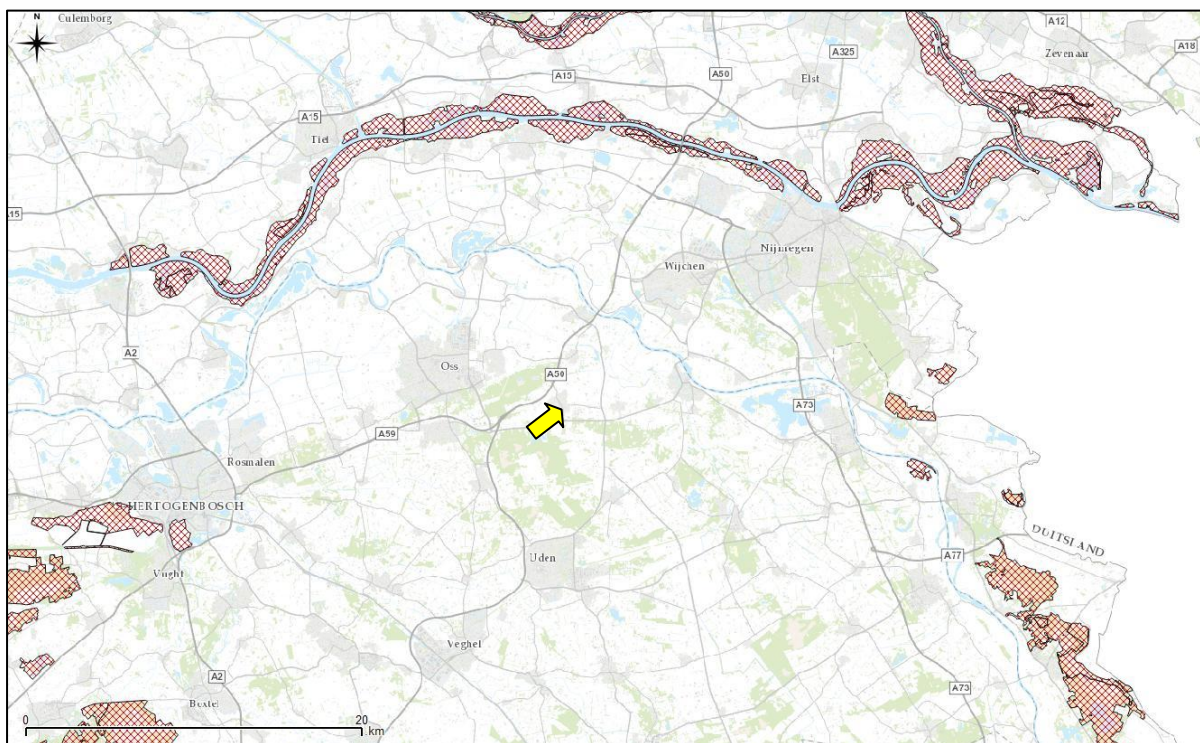 N
Culemborg
A12
A325
Zevenaar
A18
A15
A50
Elst
A15
Tiel
A15
Nijmegen
Wijchen
A2
Oss
A50
A73
A59
Rosmalen
'S-HERTOGENBOSCH
DUITSLAND
Uden
A77
Vught
Veghel
A2
A73
Boxtel
0
20
km